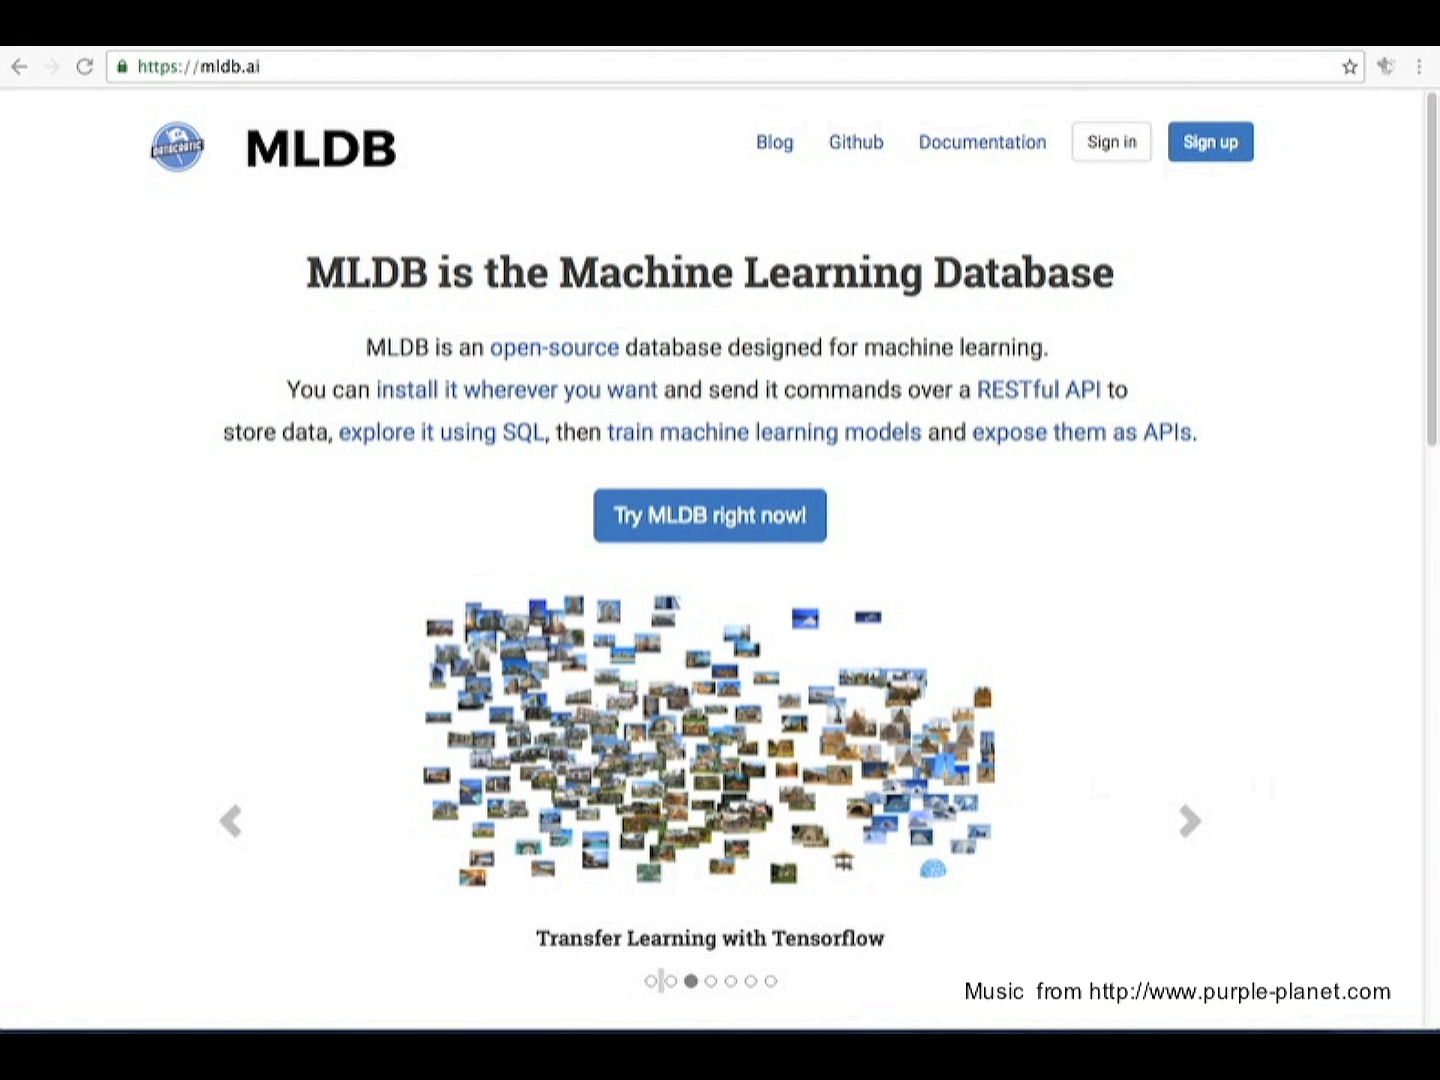 https://mldb.ai
DATACRATIC
MLDB
Blog Github Documentation Sign in Sign up
MLDB is the Machine Learning Database
MLDB is an open-source database designed for machine learning.
You can install it wherever you want and send it commands over a RESTful API to
store data, explore it using SQL, then train machine learning models and expose them as APIs.
Try MLDB right now!
Transfer Learning with Tensorflow
Music from http://www.purple-planet.com